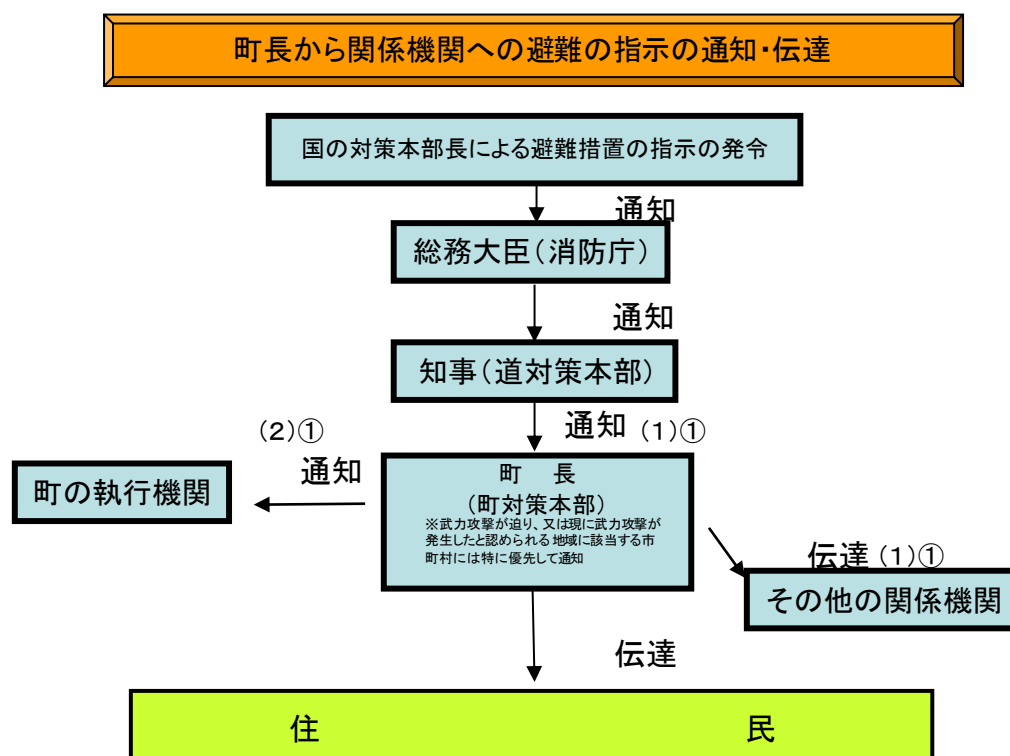 町長から関係機関への避難の指示の通知・伝達
国の対策本部長による避難措置の指示の発令
通知
総務大臣(消防庁)
通知
知事(道対策本部)
通知 (1)①
(2)①
通知
町の執行機関
町 長
(町対策本部)
※武力攻撃が迫り、又は現に武力攻撃が
発生したと認められる地域に該当する市
町村には特に優先して通知
伝達 (1)①
その他の関係機関
伝達
住 民